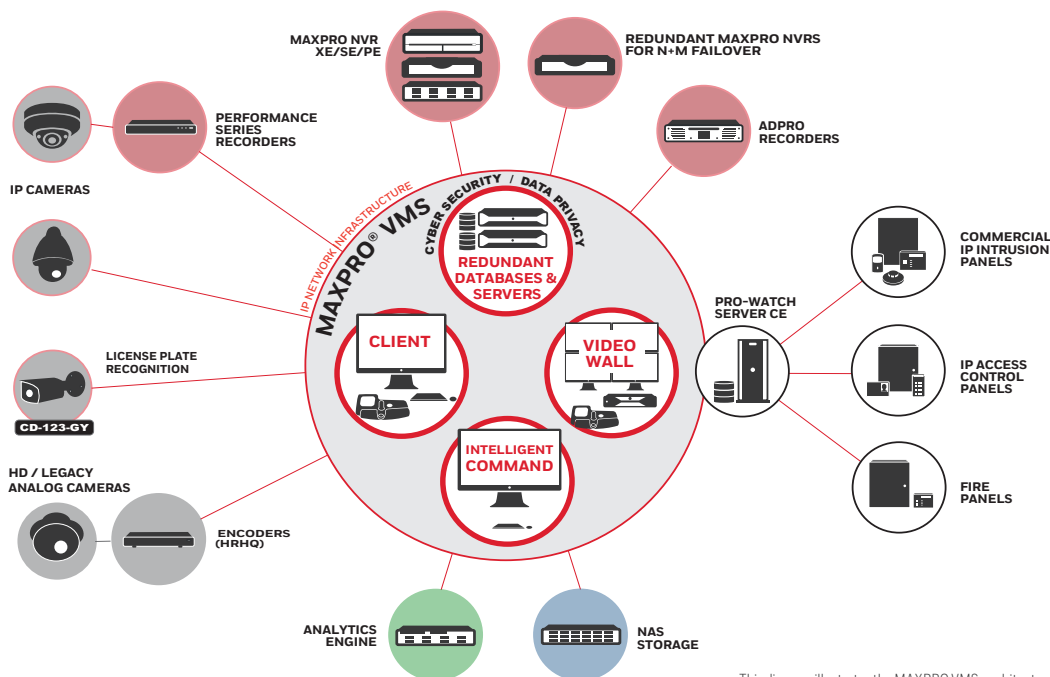 MAXPRO NVR
XE/SE/PE
REDUNDANT MAXPRO NVRS
FOR N+M FAILOVER
PERFORMANCE
SERIES
RECORDERS
ADPRO
RECORDERS
IP CAMERAS
IP NETWORK INFRASTRUCTURE
MAXPRO® VMS
CYBER SECURITY / DATA PRIVACY
REDUNDANT
DATABASES &
SERVERS
COMMERCIAL
IP INTRUSION
PANELS
PRO-WATCH
SERVER CE
CLIENT
VIDEO
WALL
LICENSE PLATE
RECOGNITION
CD-123-GY
IP ACCESS
CONTROL
PANELS
INTELLIGENT
COMMAND
HD / LEGACY
ANALOG CAMERAS
ENCODERS
(HRHQ)
FIRE
PANELS
ANALYTICS
ENGINE
NAS
STORAGE